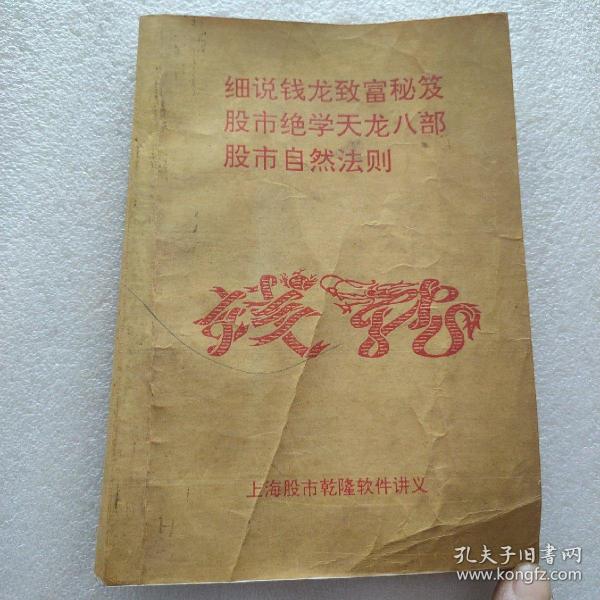 细说钱龙致富秘笈
股市绝学天龙八部
股市自然法则
钱龙
上海股市乾隆软件讲义
孔夫子旧书网
www.kongfz.com